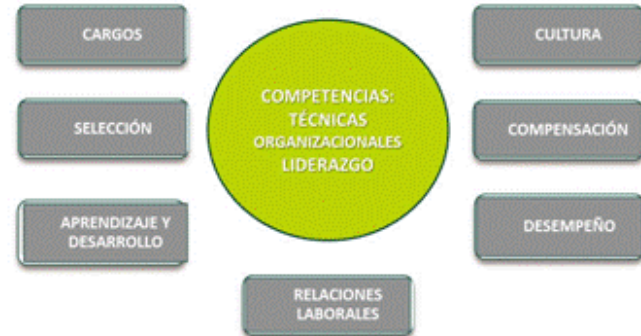 CARGOS
CULTURA
COMPETENCIAS:
TÉCNICAS
ORGANIZACIONALES
LIDERAZGO
SELECCIÓN
COMPENSACIÓN
APRENDIZAJE Y
DESARROLLO
DESEMPEÑO
RELACIONES
LABORALES